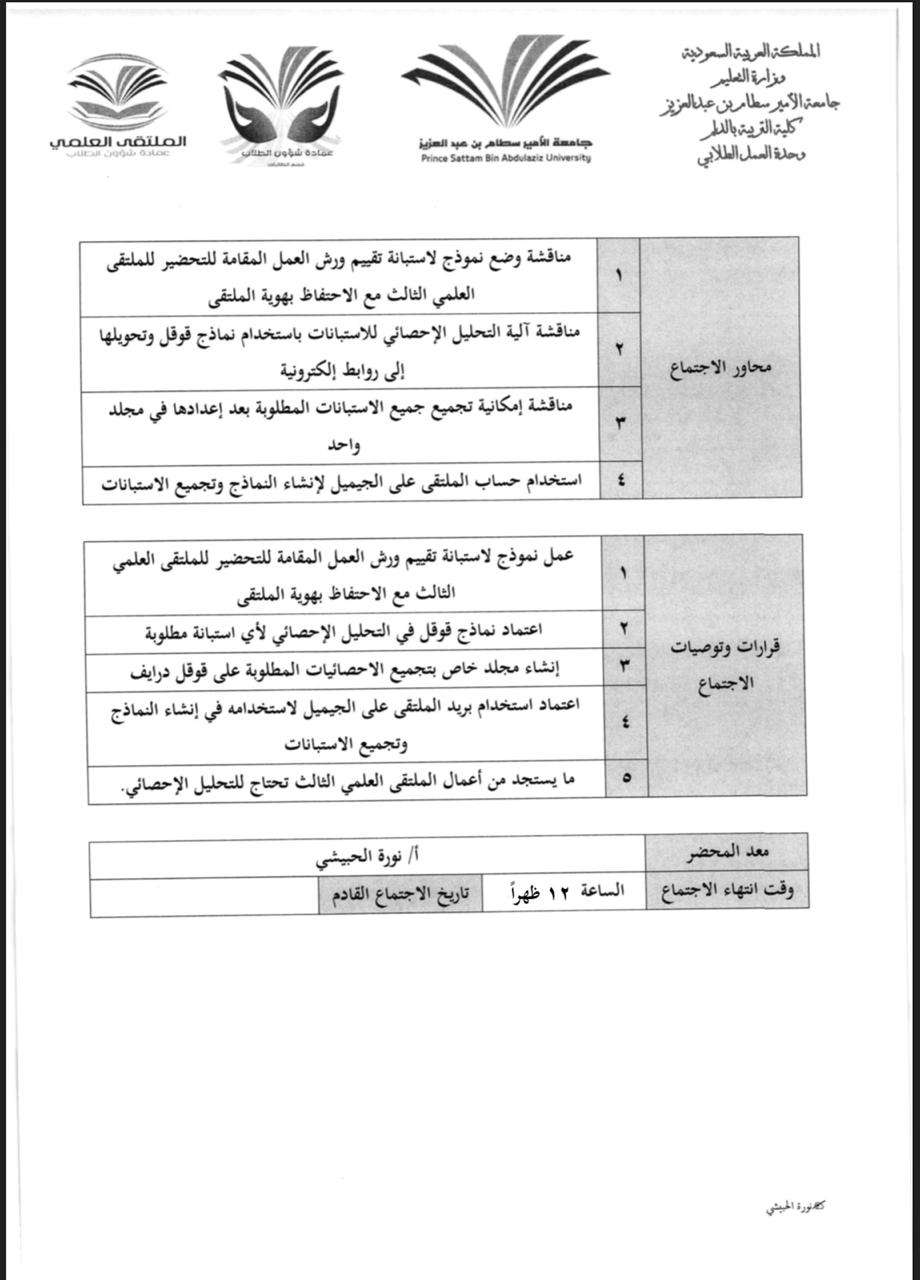 المملكة العربية السعودية
وزارة التعليم
جامعة الأمير سطام بن عبدالعزيز
كلية التربية بالدلم
وحدة العمل الطلابي
جامعة الأمير سطام بن عبد العزيز
Prince Sattam Bin Abdulaziz University
عمادة شؤون الطلاب
قسم الطالبات
الملتقى العلمي
عمادة شؤون الطلاب
محاور الاجتماع
١
مناقشة وضع نموذج لاستبانة تقييم ورش العمل المقامة للتحضير للملتقى
العلمي الثالث مع الاحتفاظ بهوية الملتقى
٢
مناقشة آلية التحليل الإحصائي للاستبانات باستخدام نماذج قوقل وتحويلها
إلى روابط إلكترونية
٣
مناقشة إمكانية تجميع جميع الاستبانات المطلوبة بعد إعدادها في مجلد
واحد
٤
استخدام حساب الملتقى على الجيميل لإنشاء النماذج وتجميع الاستبانات
قرارات وتوصيات
الاجتماع
١
عمل نموذج لاستبانة تقييم ورش العمل المقامة للتحضير للملتقى العلمي
الثالث مع الاحتفاظ بهوية الملتقى
٢
اعتماد نماذج قوقل في التحليل الإحصائي لأي استبانة مطلوبة
٣
إنشاء مجلد خاص بتجميع الاحصائيات المطلوبة على قوقل درايف
٤
اعتماد استخدام بريد الملتقى على الجيميل لاستخدامه في إنشاء النماذج
وتجميع الاستبانات
٥
ما يستجد من أعمال الملتقى العلمي الثالث تحتاج للتحليل الإحصائي.
معد المحضر
أ/ نورة الحبيشي
وقت انتهاء الاجتماع
الساعة ١٢ ظهراً
تاريخ الاجتماع القادم
نورة الحبيشي